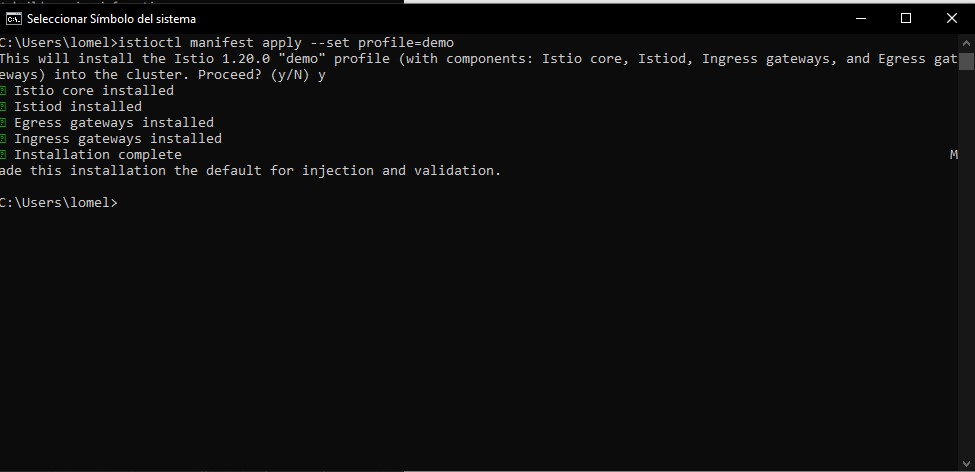 Seleccionar Símbolo del sistema
C:\Users\lomel>istioctl manifest apply --set profile=demo
This will install the Istio 1.20.0 "demo" profile (with components: Istio core, Istiod, Ingress gateways, and Egress gat
eways) into the cluster. Proceed? (y/N) y
Istio core installed
Istiod installed
Egress gateways installed
Ingress gateways installed
Installation complete M
ade this installation the default for injection and validation.
C:\Users\lomel>